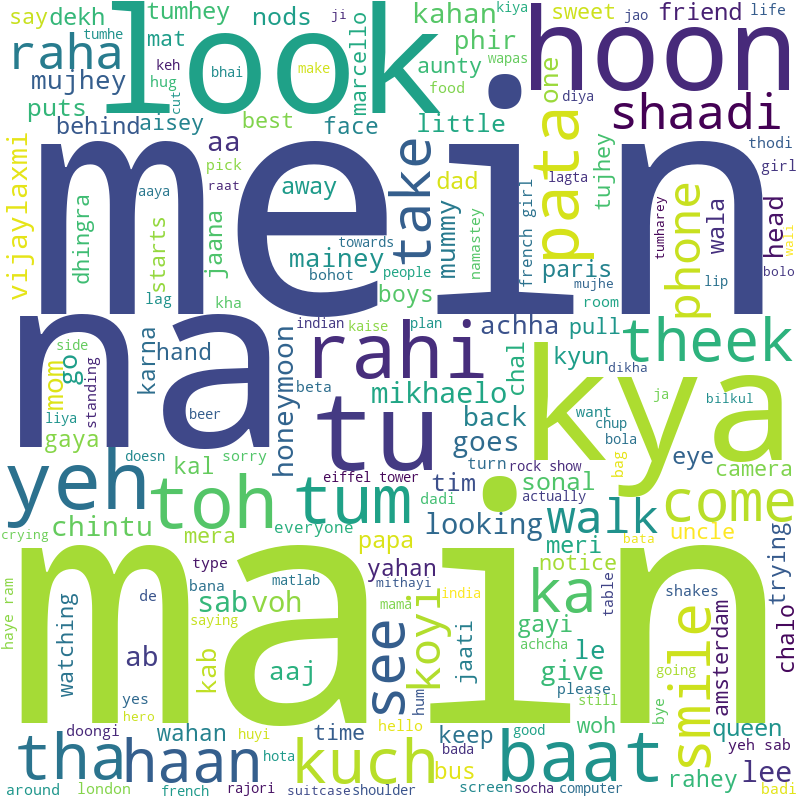 say dekh tumhey nods kahan sweet jao friend life
tumhe ji kiya
raha mat look phir hoon
keh bhai make marcello aunty wapas one
mujhey hug cut food diya
puts behind aisey best face little pata shaadi
aa thodi
vijaylaxmi pick away take dad lagta tujhey girl
mein
dhingra starts aaya raat jaana towards mummy namastey french girl phone tumharey wala head wali
mainey people paris
lag kha bohot boys mujhe room lip bolo
na indian kaise plan achha pull theek
side rahi kyun
mom go standing karna hand honeymoon beta mikhaelo chal dikha
liya beer tu back want chup ja bilkul
gaya goes kya bola
yeh doesn sorry turn rock show bag eye
kal eiffel tower tim sonal camera
toh tum dadi actually come
crying chintu mera everyone looking walk
papa meri bata uncle
main
haye ram type matlab yahan notice trying
de bana mithayi india ka table shakes
watching sab voh mama see koyi jaati gayi le smile amsterdam chalo
saying achcha
ab kab aaj give going
yes hum please still
doongi hero wahan huyi time hello keep woh bye queen
tha haan hota kuch bada good baat yeh sab
bus rahey lee
around london french rajori suitcase shoulder screen socha computer badi